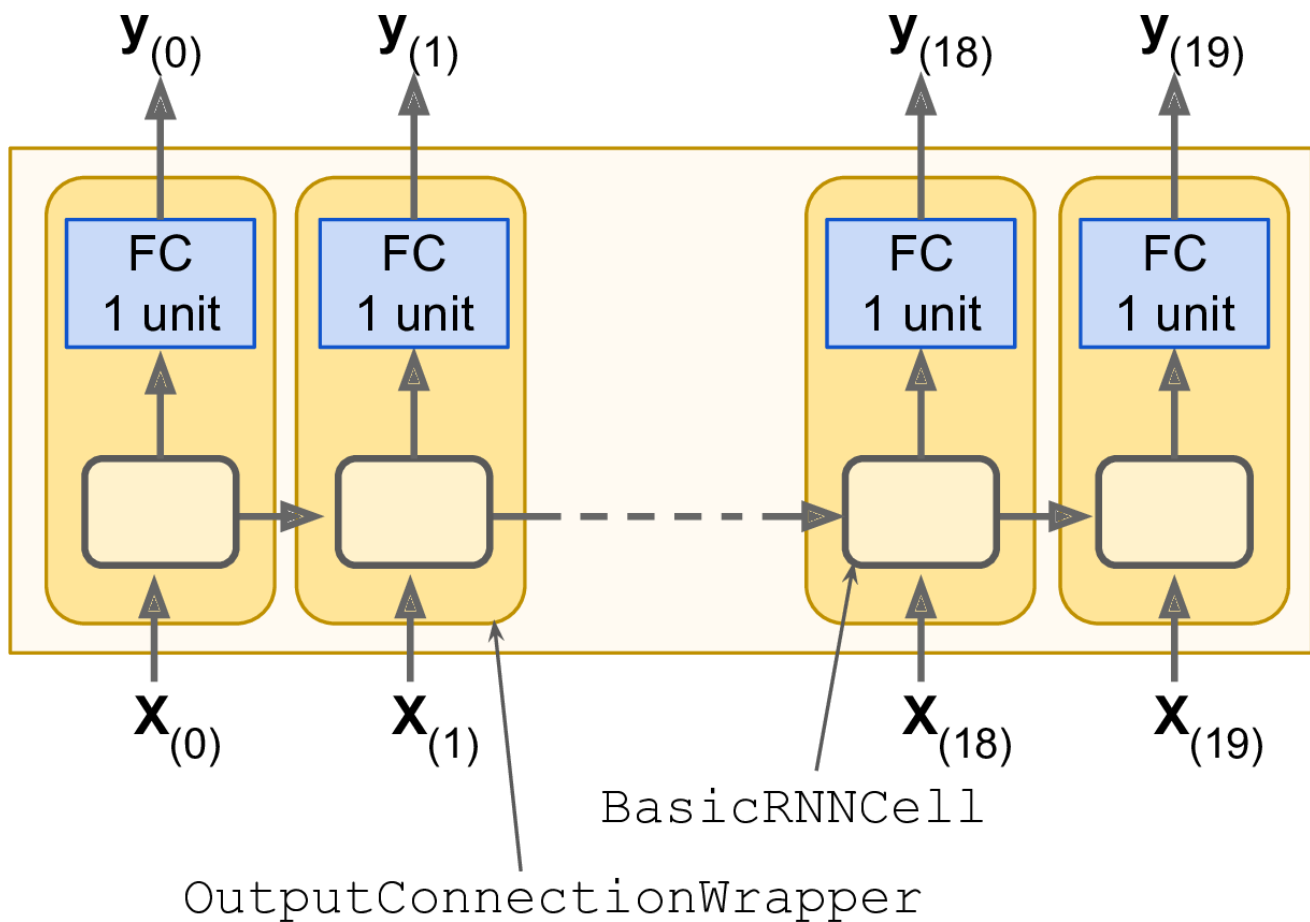 y(0) y(1) y(18) y(19)
FC FC FC FC
1 unit 1 unit 1 unit 1 unit
X(0) X(1) X(18) X(19)
BasicRNNCell
OutputConnectionWrapper